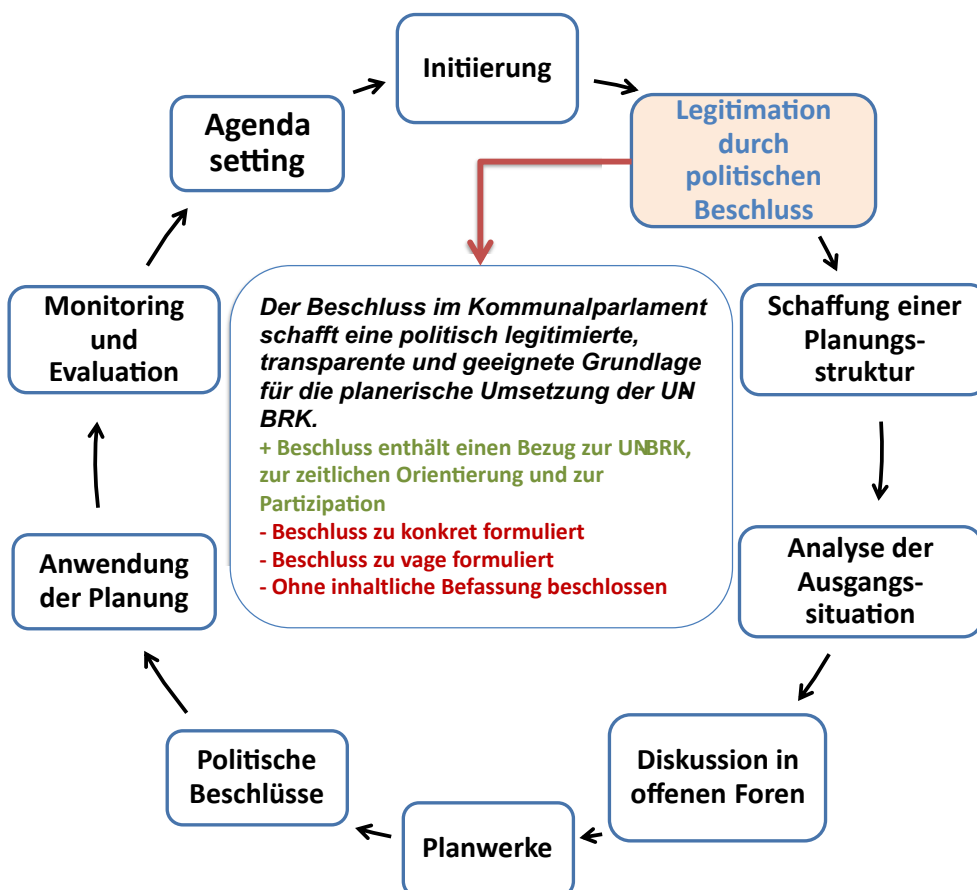 Initiierung
Legitimation
durch
politischen
Beschluss
Schaffung einer
Planungs-
struktur
Analyse der
Ausgangs-
situation
Diskussion in
offenen Foren
Planwerke
Politische
Beschlüsse
Anwendung
der Planung
Monitoring
und
Evaluation
Agenda
setting
Der Beschluss im Kommunalparlament
schafft eine politisch legitimierte,
transparente und geeignete Grundlage
für die planerische Umsetzung der UN-
BRK.
+ Beschluss enthält einen Bezug zur UN-BRK,
zur zeitlichen Orientierung und zur
Partizipation
- Beschluss zu konkret formuliert
- Beschluss zu vage formuliert
- Ohne inhaltliche Befassung beschlossen